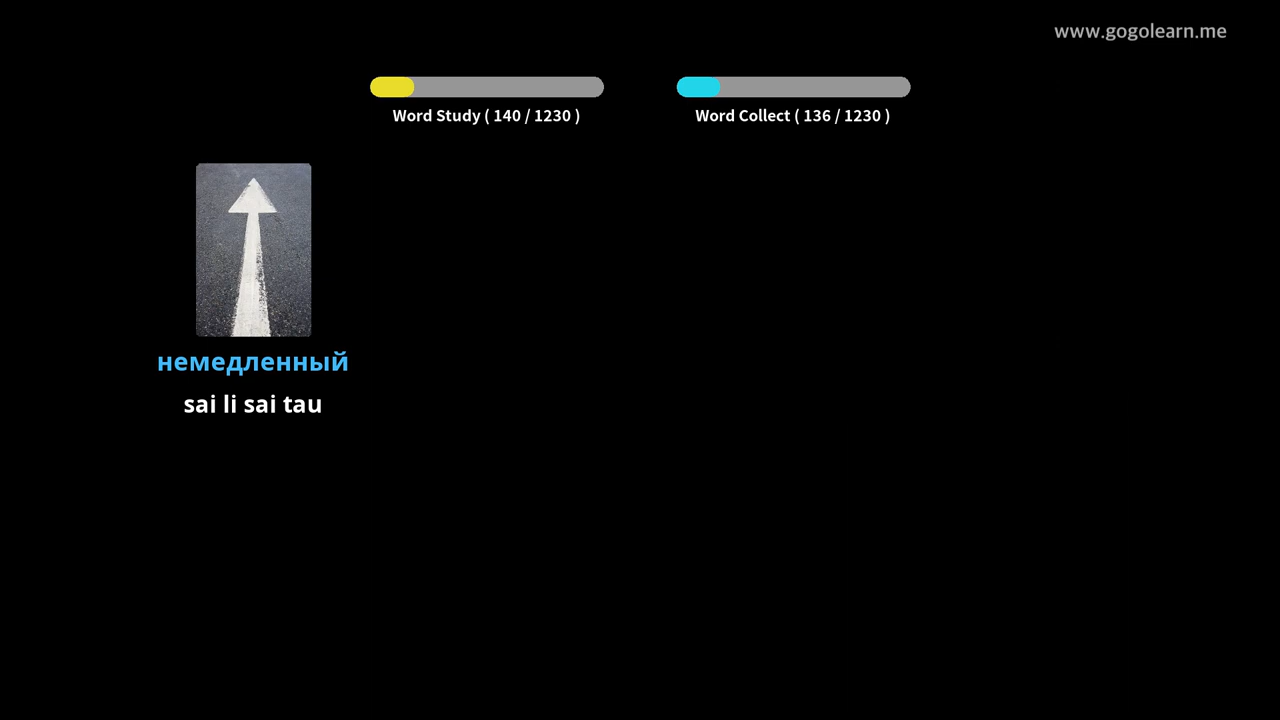 www.gogolearn.me
Word Study ( 140 / 1230 )
Word Collect ( 136 / 1230 )
немедленный
sai li sai tau